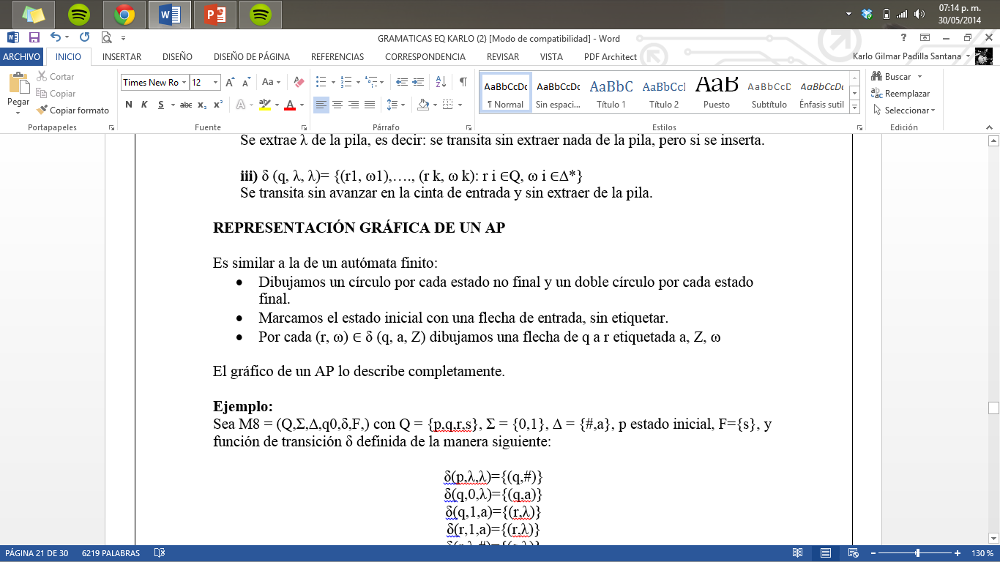 07:14 p. m.
30/05/2014
GRAMATICAS EQ KARLO (2) [Modo de compatibilidad] - Word
ARCHIVO INICIO INSERTAR DISEÑO DISEÑO DE PÁGINA REFERENCIAS CORRESPONDENCIA REVISAR VISTA PDF Architect Karlo Gilmar Padilla Santana
Pegar
Cortar
Copiar
Copiar formato
Portapapeles
Times New Ro 12
N K S abc x₂ x²
Fuente
Párrafo
AaBbCcDc AaBbCcDc AaBbC AaBbCcI AaB AaBbCcD AaBbCcDc
¶ Normal Sin espaci... Título 1 Título 2 Puesto Subtítulo Énfasis sutil
Estilos
Buscar
Reemplazar
Seleccionar
Edición
Se extrae λ de la pila, es decir: se transita sin extraer nada de la pila, pero si se inserta.
iii) δ (q, λ, λ)= {(r1, ω1),…., (r k, ω k): r i ∈Q, ω i ∈Δ*}
Se transita sin avanzar en la cinta de entrada y sin extraer de la pila.
REPRESENTACIÓN GRÁFICA DE UN AP
Es similar a la de un autómata finito:
• Dibujamos un círculo por cada estado no final y un doble círculo por cada estado
final.
• Marcamos el estado inicial con una flecha de entrada, sin etiquetar.
• Por cada (r, ω) ∈ δ (q, a, Z) dibujamos una flecha de q a r etiquetada a, Z, ω
El gráfico de un AP lo describe completamente.
Ejemplo:
Sea M8 = (Q,Σ,Δ,q0,δ,F,) con Q = {p,q,r,s}, Σ = {0,1}, Δ = {#,a}, p estado inicial, F={s}, y
función de transición δ definida de la manera siguiente:
δ(p,λ,λ)={(q,#)}
δ(q,0,λ)={(q,a)}
δ(q,1,a)={(r,λ)}
δ(r,1,a)={(r,λ)}
PÁGINA 21 DE 30 6219 PALABRAS 130 %